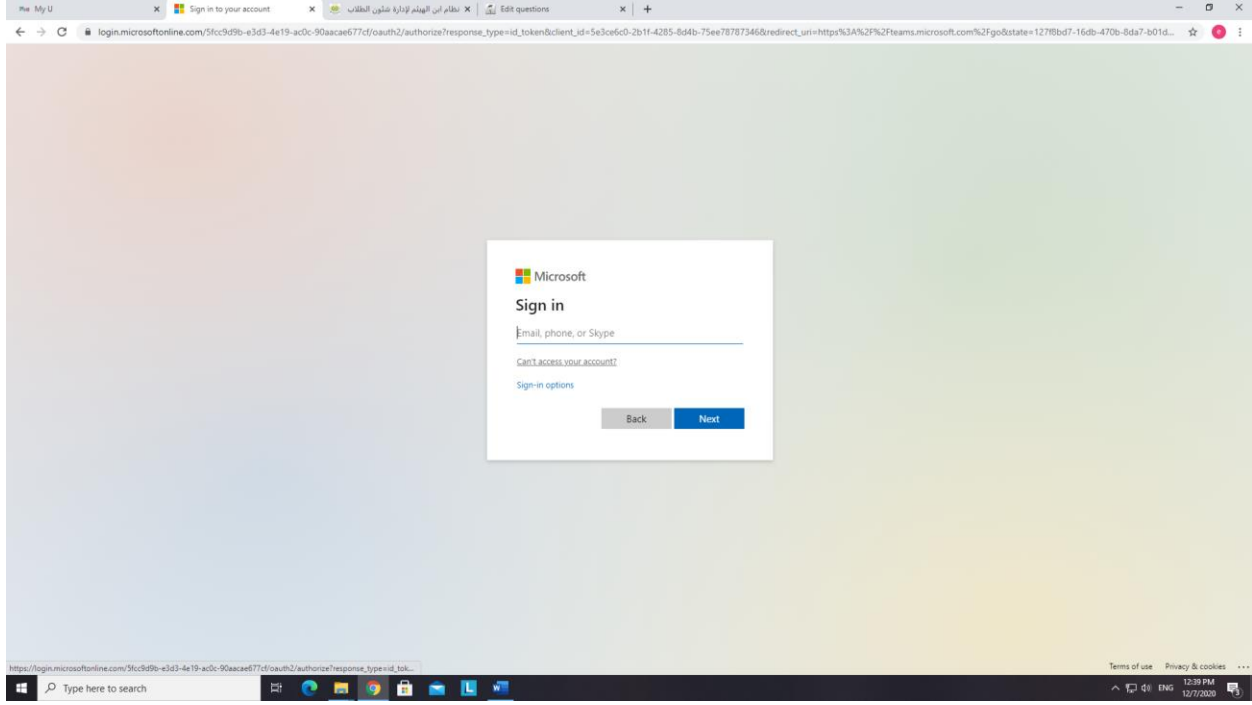 My U
Sign in to your account
نظام ابن الهيثم لإدارة شئون الطلاب
Edit questions
login.microsoftonline.com/5fcc9d9b-e3d3-4e19-ac0c-90aacae677cf/oauth2/authorize?response_type=id_token&client_id=5e3ce6c0-2b1f-4285-8d4b-75ee78787346&redirect_uri=https%3A%2F%2Fteams.microsoft.com%2Fgo&state=127f8bd7-16db-470b-8da7-b01d...
Microsoft
Sign in
Email, phone, or Skype
Can't access your account?
Sign-in options
Back
Next
https://login.microsoftonline.com/5fcc9d9b-e3d3-4e19-ac0c-90aacae677cf/oauth2/authorize?response_type=id_tok...
Terms of use
Privacy & cookies
Type here to search
ENG
12:39 PM
12/7/2020